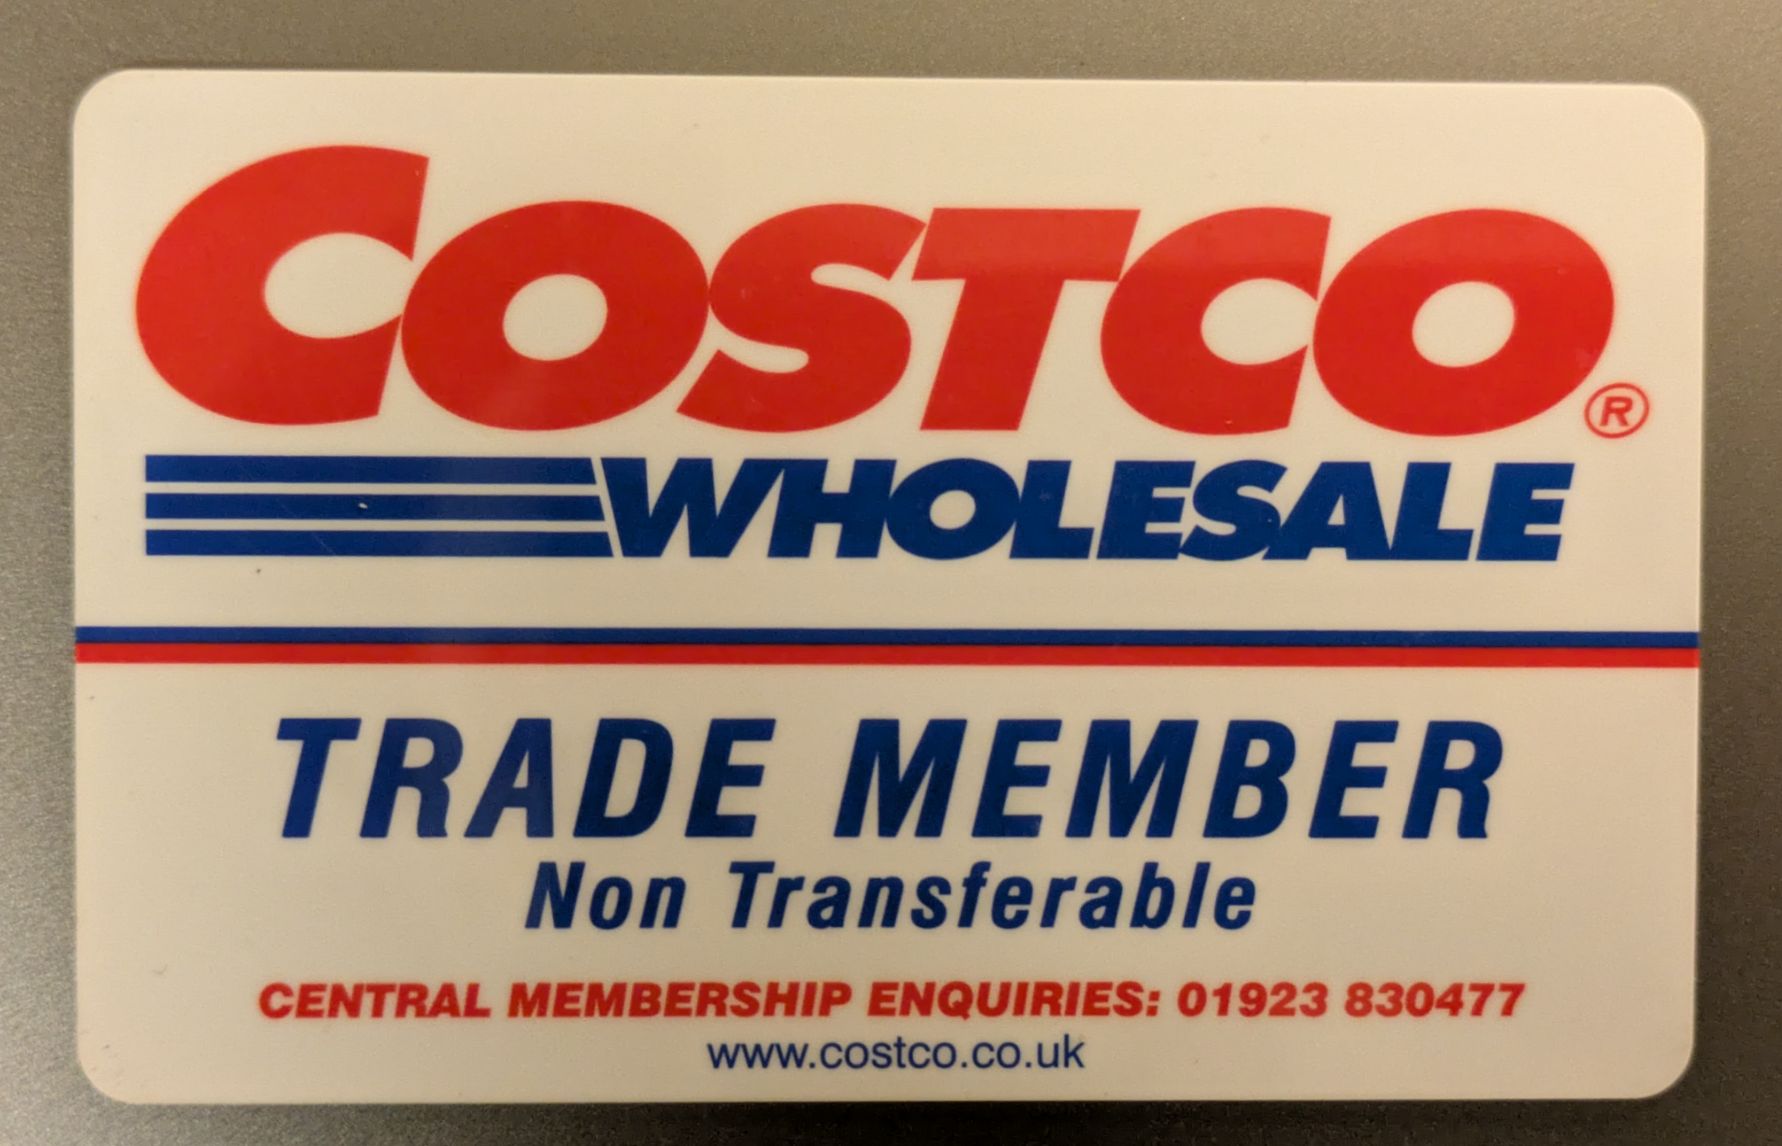 COSTCO®
WHOLESALE
TRADE MEMBER
Non Transferable
CENTRAL MEMBERSHIP ENQUIRIES: 01923 830477
www.costco.co.uk